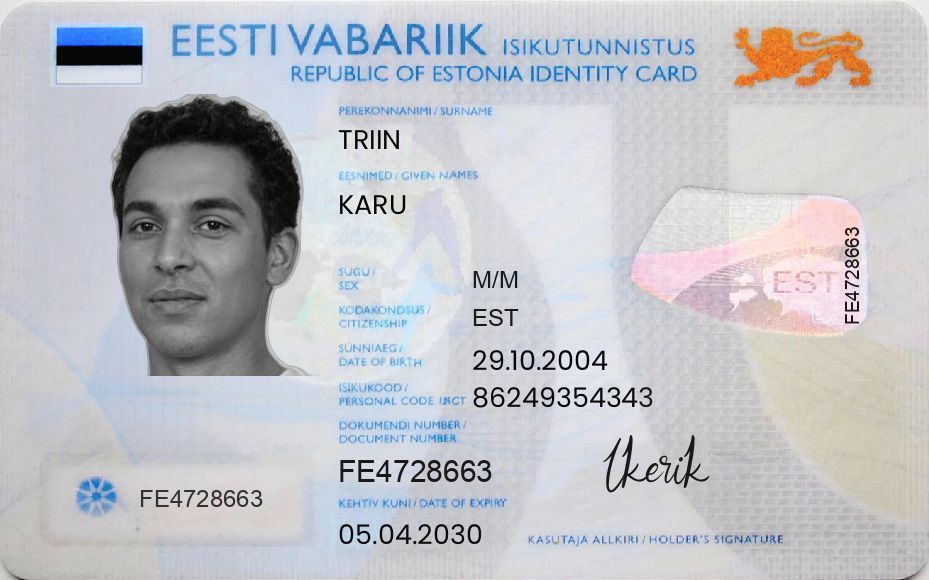 EESTI VABARIIK ISIKUTUNNISTUS
REPUBLIC OF ESTONIA IDENTITY CARD
PEREKONNANIMI / SURNAME
TRIIN
EESNIMED / GIVEN NAMES
KARU
SUGU /
SEX
M/M
KODAKONDSUS /
CITIZENSHIP
EST
SÜNNIAEG /
DATE OF BIRTH
29.10.2004
ISIKUKOOD /
PERSONAL CODE
86249354343
DOKUMENDI NUMBER /
DOCUMENT NUMBER
FE4728663
KEHTIV KUNI / DATE OF EXPIRY
05.04.2030
FE4728663
EST
FE4728663
KASUTAJA ALLKIRI / HOLDER'S SIGNATURE